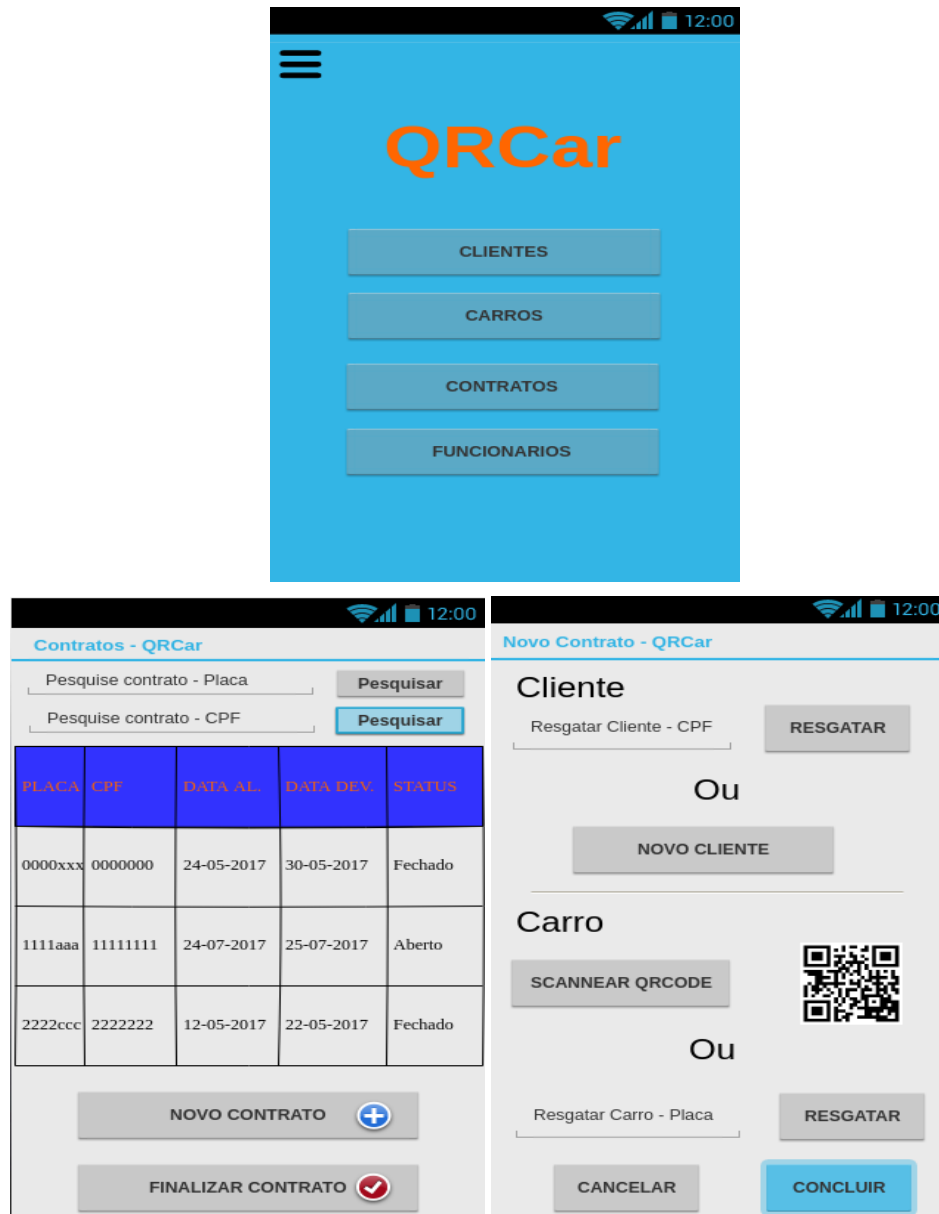 12:00
QRCar
CLIENTES
CARROS
CONTRATOS
FUNCIONARIOS
12:00
Contratos - QRCar
Pesquise contrato - Placa Pesquisar
Pesquise contrato - CPF Pesquisar
PLACA CPF DATA AL. DATA DEV. STATUS
0000xxx 0000000 24-05-2017 30-05-2017 Fechado
1111aaa 11111111 24-07-2017 25-07-2017 Aberto
2222ccc 2222222 12-05-2017 22-05-2017 Fechado
NOVO CONTRATO
FINALIZAR CONTRATO
12:00
Novo Contrato - QRCar
Cliente
Resgatar Cliente - CPF RESGATAR
Ou
NOVO CLIENTE
Carro
SCANNEAR QRCODE
Ou
Resgatar Carro - Placa RESGATAR
CANCELAR CONCLUIR